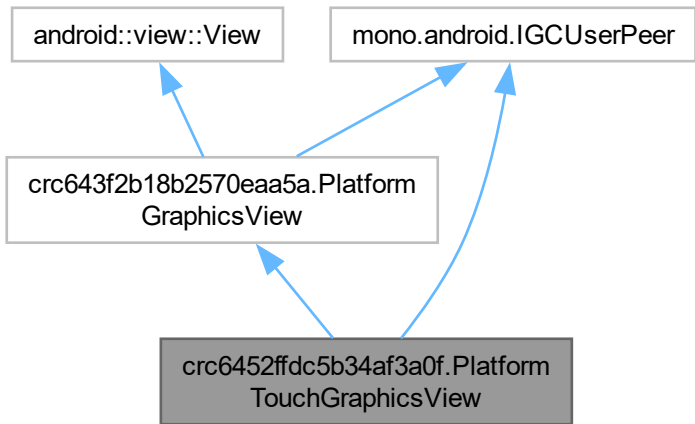 android::view::View
mono.android.IGCUserPeer
crc643f2b18b2570eaa5a.Platform
GraphicsView
crc6452ffdc5b34af3a0f.Platform
TouchGraphicsView